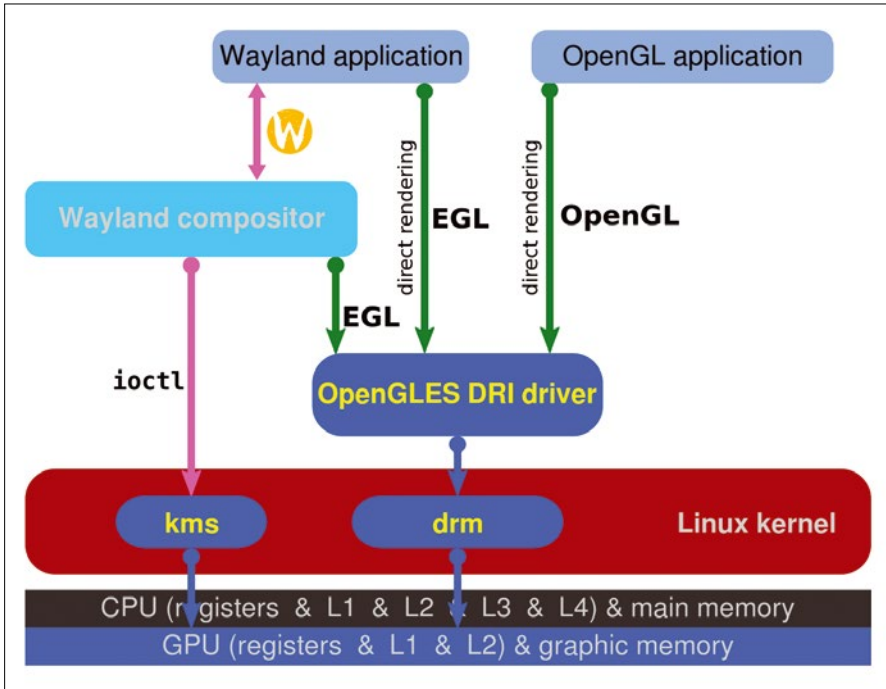 Wayland application
OpenGL application
W
direct rendering
EGL
direct rendering
OpenGL
Wayland compositor
EGL
ioctl
OpenGLES DRI driver
kms
drm
Linux kernel
CPU (registers & L1 & L2 & L3 & L4) & main memory
GPU (registers & L1 & L2) & graphic memory